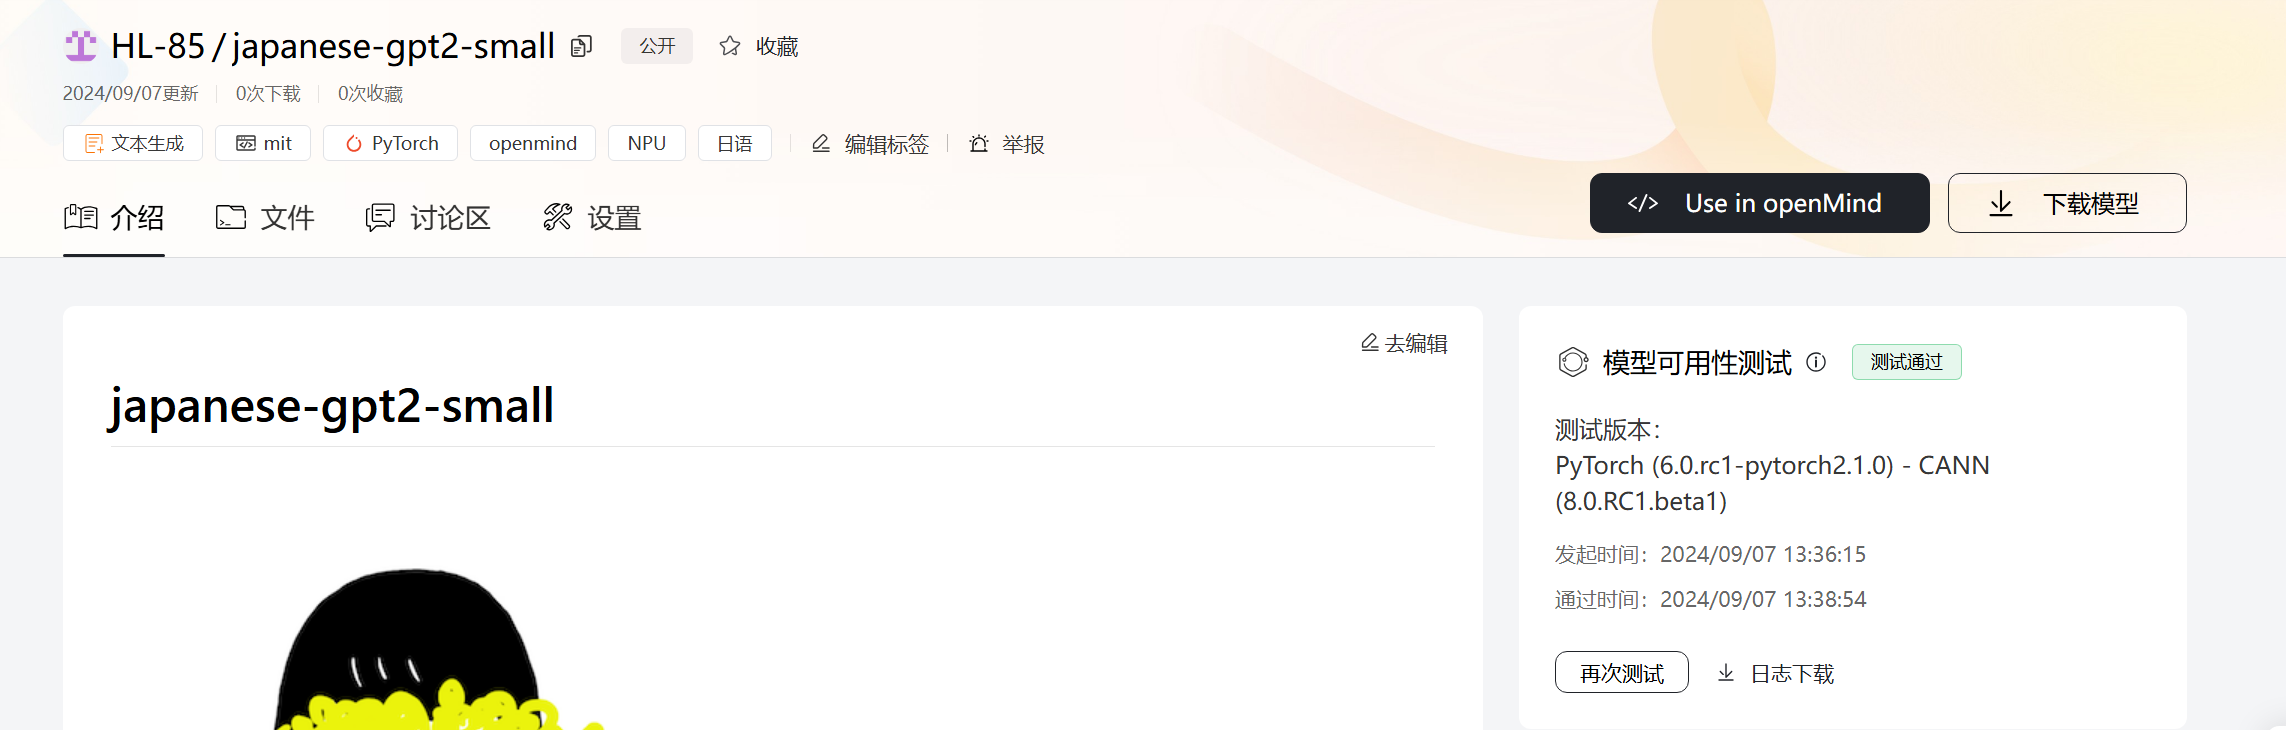 HL-85 / japanese-gpt2-small 公开 收藏
2024/09/07更新 0次下载 0次收藏
文本生成 mit PyTorch openmind NPU 日语 编辑标签 举报
介绍 文件 讨论区 设置
</> Use in openMind 下载模型
去编辑
japanese-gpt2-small
模型可用性测试 测试通过
测试版本：
PyTorch (6.0.rc1-pytorch2.1.0) - CANN
(8.0.RC1.beta1)
发起时间：2024/09/07 13:36:15
通过时间：2024/09/07 13:38:54
再次测试 日志下载